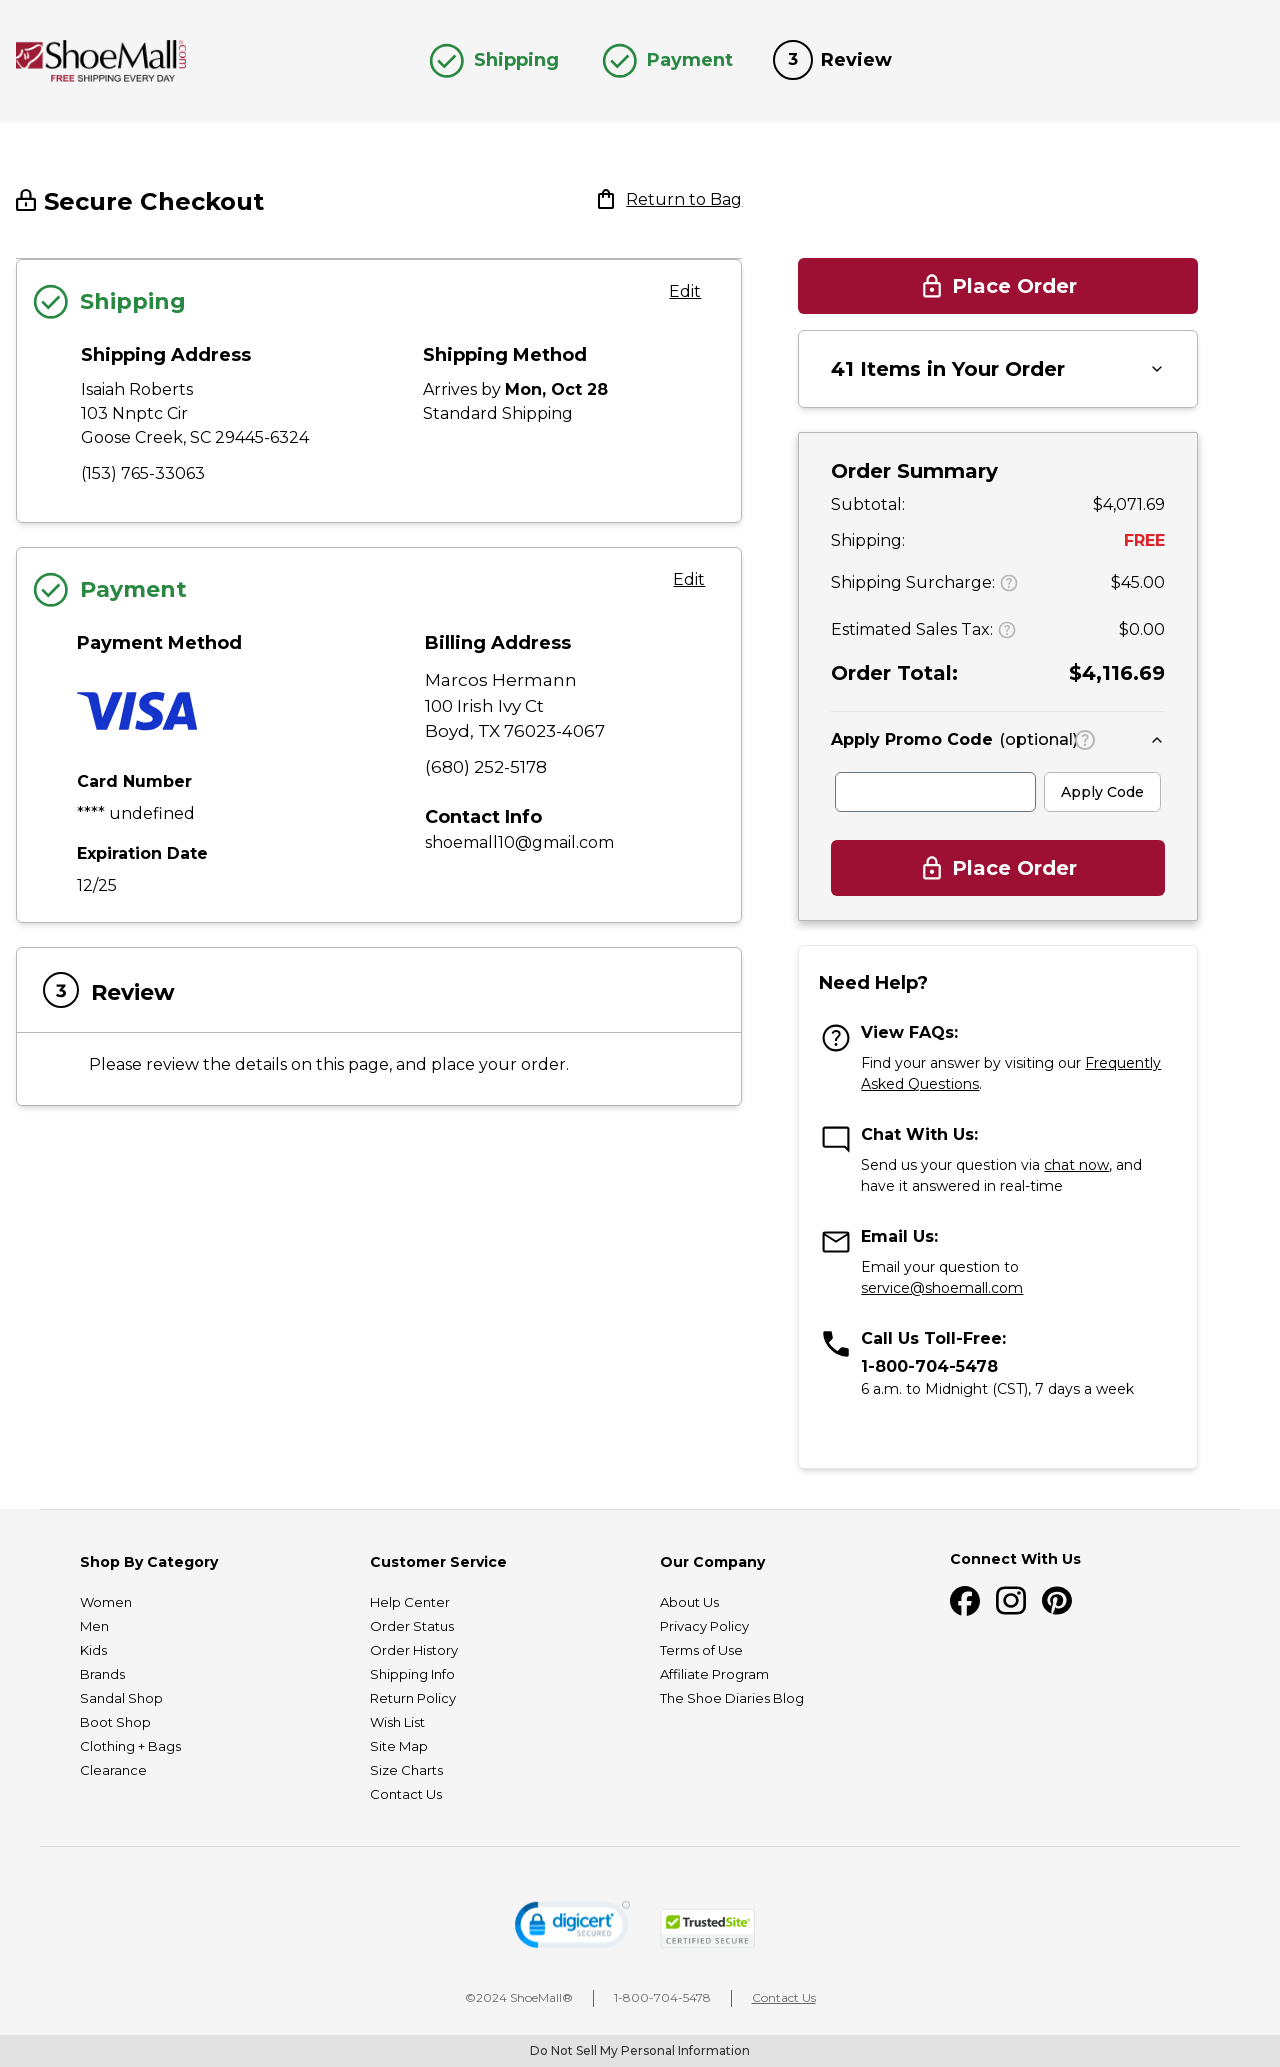 ShoeMall.com
FREE SHIPPING EVERY DAY
Shipping
Payment
3 Review
Secure Checkout
Return to Bag
Shipping
Edit
Shipping Address
Isaiah Roberts
103 Nnptc Cir
Goose Creek, SC 29445-6324
(153) 765-33063
Shipping Method
Arrives by Mon, Oct 28
Standard Shipping
Payment
Edit
Payment Method
VISA
Card Number
**** undefined
Expiration Date
12/25
Billing Address
Marcos Hermann
100 Irish Ivy Ct
Boyd, TX 76023-4067
(680) 252-5178
Contact Info
shoemall10@gmail.com
3 Review
Please review the details on this page, and place your order.
Place Order
41 Items in Your Order
Order Summary
Subtotal: $4,071.69
Shipping: FREE
Shipping Surcharge: $45.00
Estimated Sales Tax: $0.00
Order Total: $4,116.69
Apply Promo Code (optional)
Apply Code
Place Order
Need Help?
View FAQs:
Find your answer by visiting our Frequently
Asked Questions.
Chat With Us:
Send us your question via chat now, and
have it answered in real-time
Email Us:
Email your question to
service@shoemall.com
Call Us Toll-Free:
1-800-704-5478
6 a.m. to Midnight (CST), 7 days a week
Shop By Category
Women
Men
Kids
Brands
Sandal Shop
Boot Shop
Clothing + Bags
Clearance
Customer Service
Help Center
Order Status
Order History
Shipping Info
Return Policy
Wish List
Site Map
Size Charts
Contact Us
Our Company
About Us
Privacy Policy
Terms of Use
Affiliate Program
The Shoe Diaries Blog
Connect With Us
digicert
SECURED
TrustedSite
CERTIFIED SECURE
©2024 ShoeMall®
1-800-704-5478
Contact Us
Do Not Sell My Personal Information